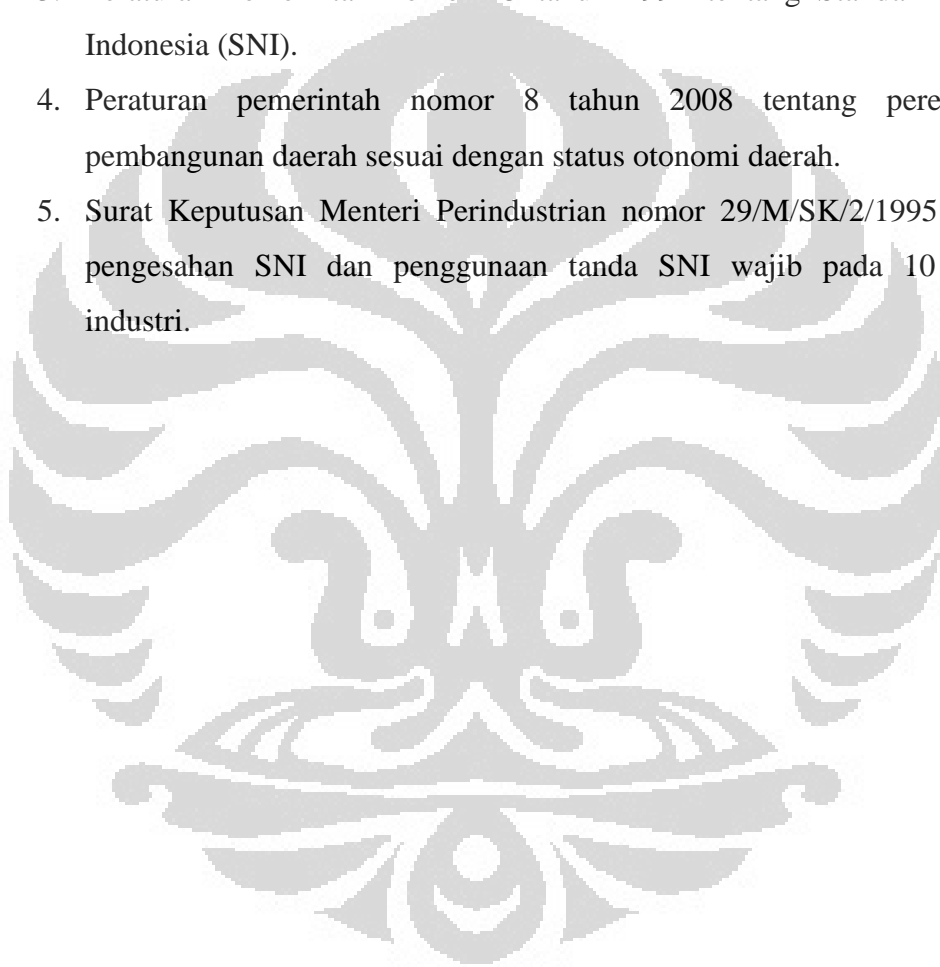 Indonesia (SNI).
4. Peraturan pemerintah nomor 8 tahun 2008 tentang pere
pembangunan daerah sesuai dengan status otonomi daerah.
5. Surat Keputusan Menteri Perindustrian nomor 29/M/SK/2/1995
pengesahan SNI dan penggunaan tanda SNI wajib pada 10
industri.